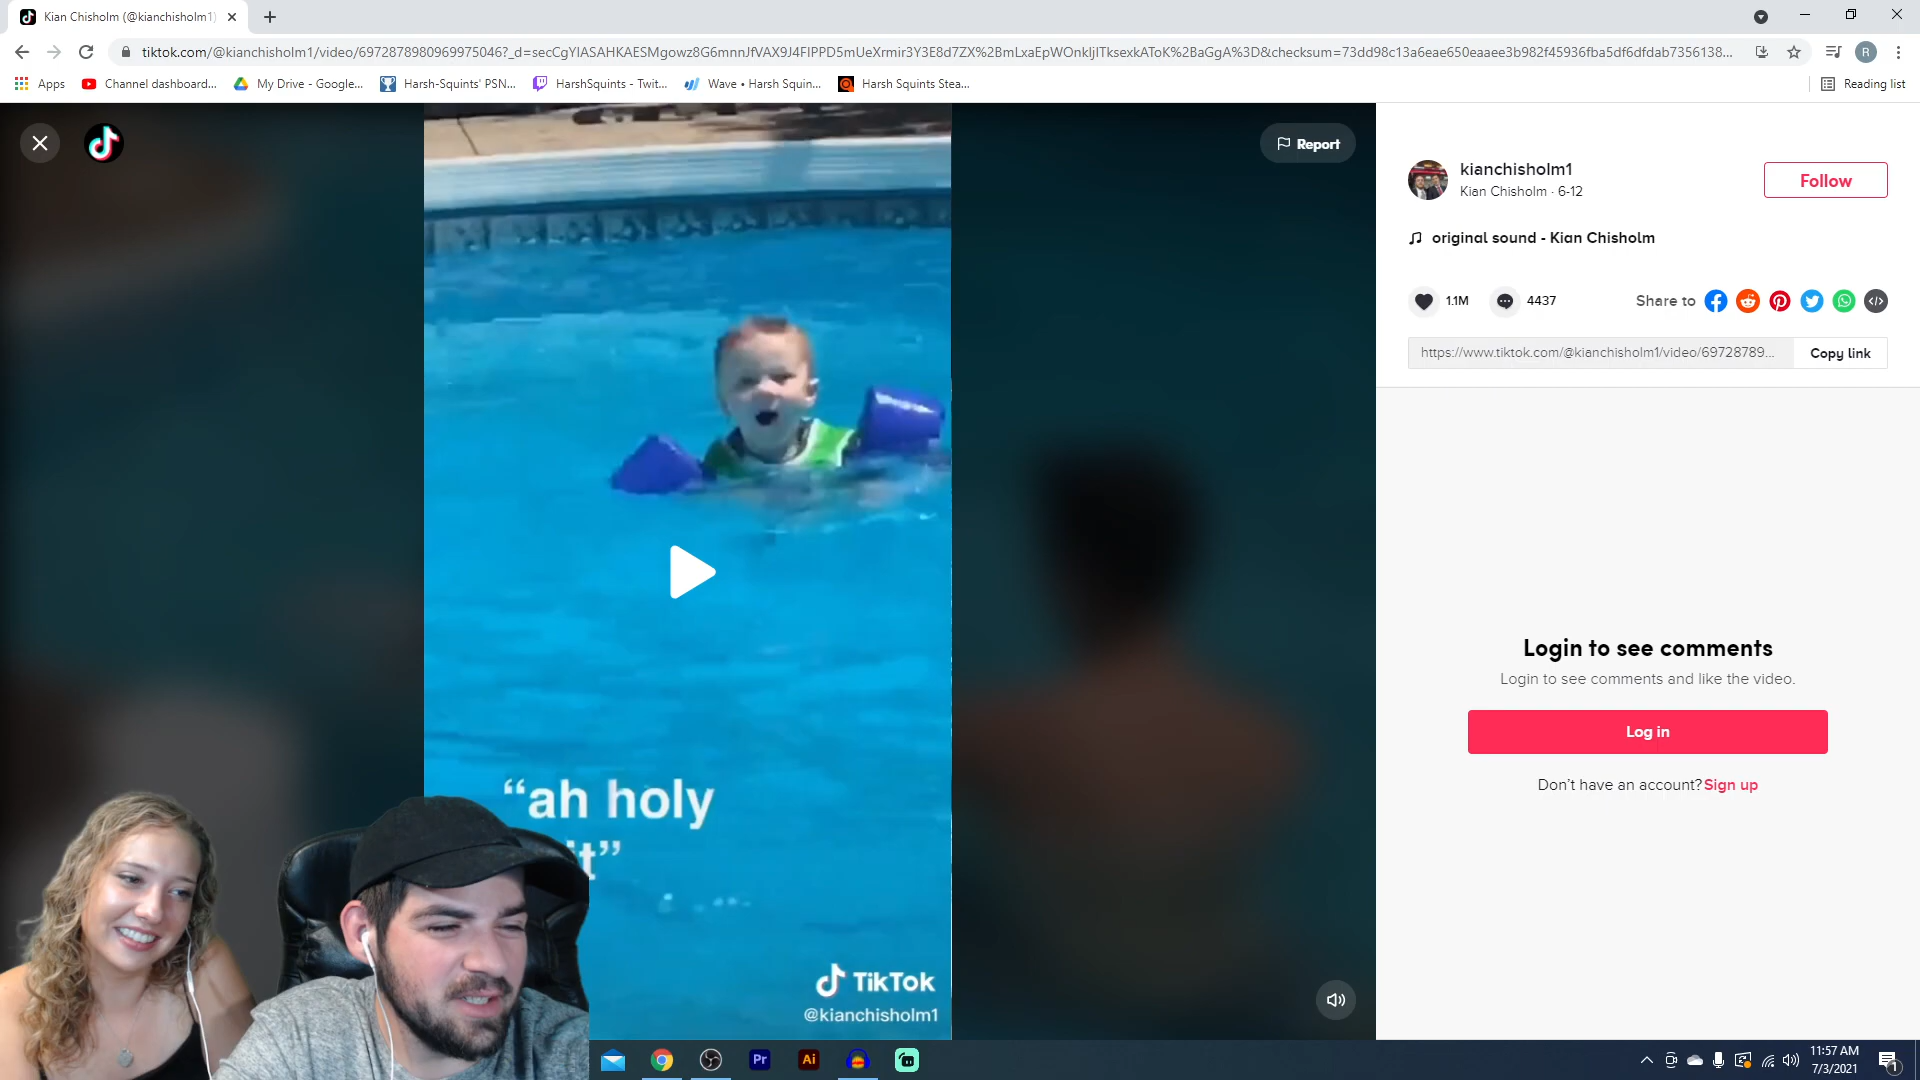 Kian Chisholm (@kianchisholm1)
tiktok.com/@kianchisholm1/video/6972878980969975046?_d=secCgYIASAHKAESMgowz8G6mnnJfVAX9J4FIPPD5mUeXrmir3Y3E8d7ZX%2BmLxaEpWOnkIjITksexkAToK%2BaGgA%3D&checksum=73dd98c13a6eae650eaaee3b982f45936fba5df6dfdab7356138...
R
Apps
Channel dashboard...
My Drive - Google...
Harsh-Squints' PSN...
HarshSquints - Twit...
Wave • Harsh Squin...
Harsh Squints Stea...
Reading list
Report
kianchisholm1
Kian Chisholm · 6-12
Follow
original sound - Kian Chisholm
1.1M
4437
Share to
https://www.tiktok.com/@kianchisholm1/video/69728789...
Copy link
Login to see comments
Login to see comments and like the video.
Log in
Don't have an account? Sign up
“ah holy
it”
TikTok
@kianchisholm1
Pr
Ai
11:57 AM
7/3/2021
1